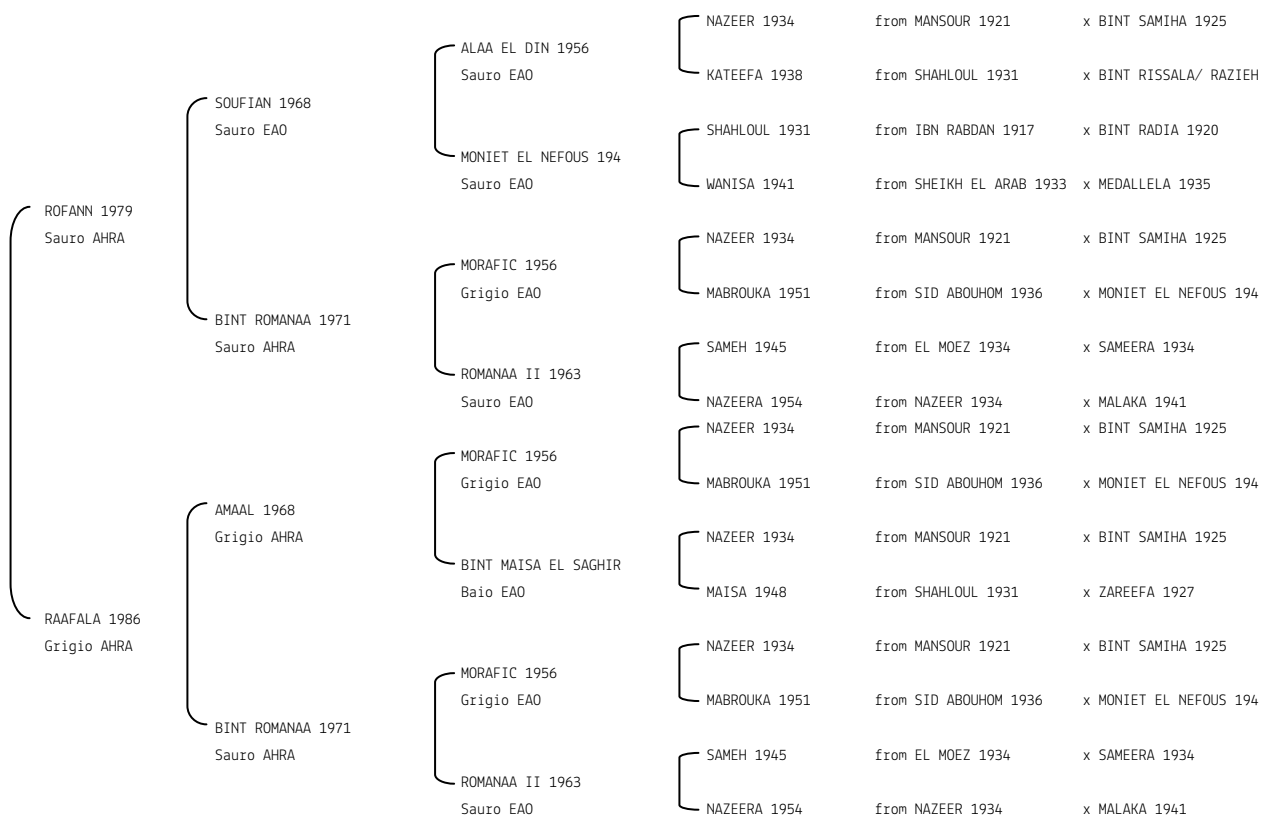 NAZEER 1934 from MANSOUR 1921 x BINT SAMIHA 1925
ALAA EL DIN 1956
Sauro EAO
KATEEFA 1938 from SHAHLOUL 1931 x BINT RISSALA/ RAZIEH
SOUFIAN 1968
Sauro EAO
SHAHLOUL 1931 from IBN RABDAN 1917 x BINT RADIA 1920
MONIET EL NEFOUS 194
Sauro EAO
WANISA 1941 from SHEIKH EL ARAB 1933 x MEDALLELA 1935
ROFANN 1979
Sauro AHRA
NAZEER 1934 from MANSOUR 1921 x BINT SAMIHA 1925
MORAFIC 1956
Grigio EAO
MABROUKA 1951 from SID ABOUHOM 1936 x MONIET EL NEFOUS 194
BINT ROMANAA 1971
Sauro AHRA
SAMEH 1945 from EL MOEZ 1934 x SAMEERA 1934
ROMANAA II 1963
Sauro EAO
NAZEERA 1954 from NAZEER 1934 x MALAKA 1941
NAZEER 1934 from MANSOUR 1921 x BINT SAMIHA 1925
MORAFIC 1956
Grigio EAO
MABROUKA 1951 from SID ABOUHOM 1936 x MONIET EL NEFOUS 194
AMAAL 1968
Grigio AHRA
NAZEER 1934 from MANSOUR 1921 x BINT SAMIHA 1925
BINT MAISA EL SAGHIR
Baio EAO
MAISA 1948 from SHAHLOUL 1931 x ZAREEFA 1927
RAAFALA 1986
Grigio AHRA
NAZEER 1934 from MANSOUR 1921 x BINT SAMIHA 1925
MORAFIC 1956
Grigio EAO
MABROUKA 1951 from SID ABOUHOM 1936 x MONIET EL NEFOUS 194
BINT ROMANAA 1971
Sauro AHRA
SAMEH 1945 from EL MOEZ 1934 x SAMEERA 1934
ROMANAA II 1963
Sauro EAO
NAZEERA 1954 from NAZEER 1934 x MALAKA 1941